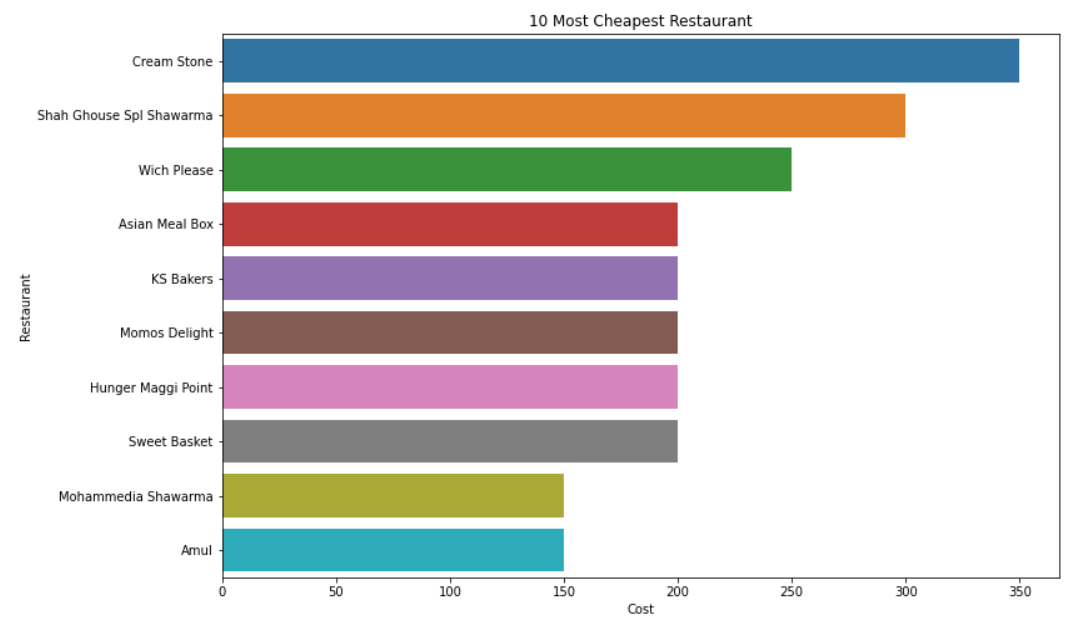 10 Most Cheapest Restaurant
Cream Stone
Shah Ghouse Spl Shawarma
Wich Please
Asian Meal Box
KS Bakers
Momos Delight
Hunger Maggi Point
Sweet Basket
Mohammedia Shawarma
Amul
Restaurant
0 50 100 150 200 250 300 350
Cost